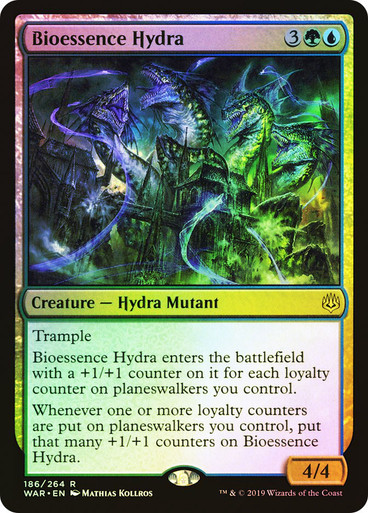 Bioessence Hydra 3
Creature — Hydra Mutant
Trample
Bioessence Hydra enters the battlefield
with a +1/+1 counter on it for each loyalty
counter on planeswalkers you control.
Whenever one or more loyalty counters
are put on planeswalkers you control, put
that many +1/+1 counters on Bioessence
Hydra.
4/4
186/264 R
WAR • EN Mathias Kollros ™ & © 2019 Wizards of the Coast